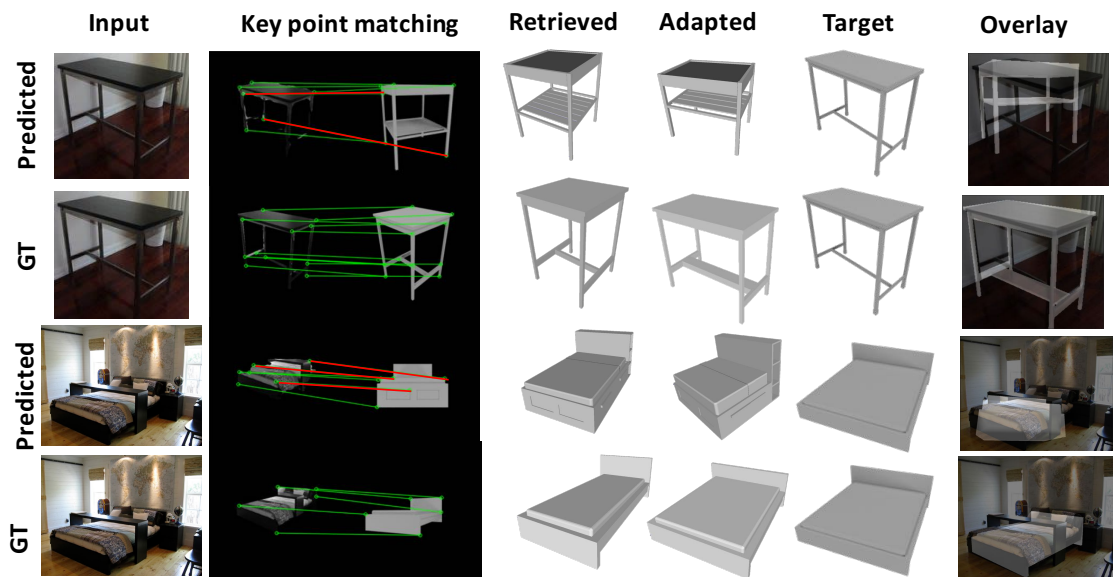 Input Key point matching Retrieved Adapted Target Overlay
Predicted
GT
Predicted
GT